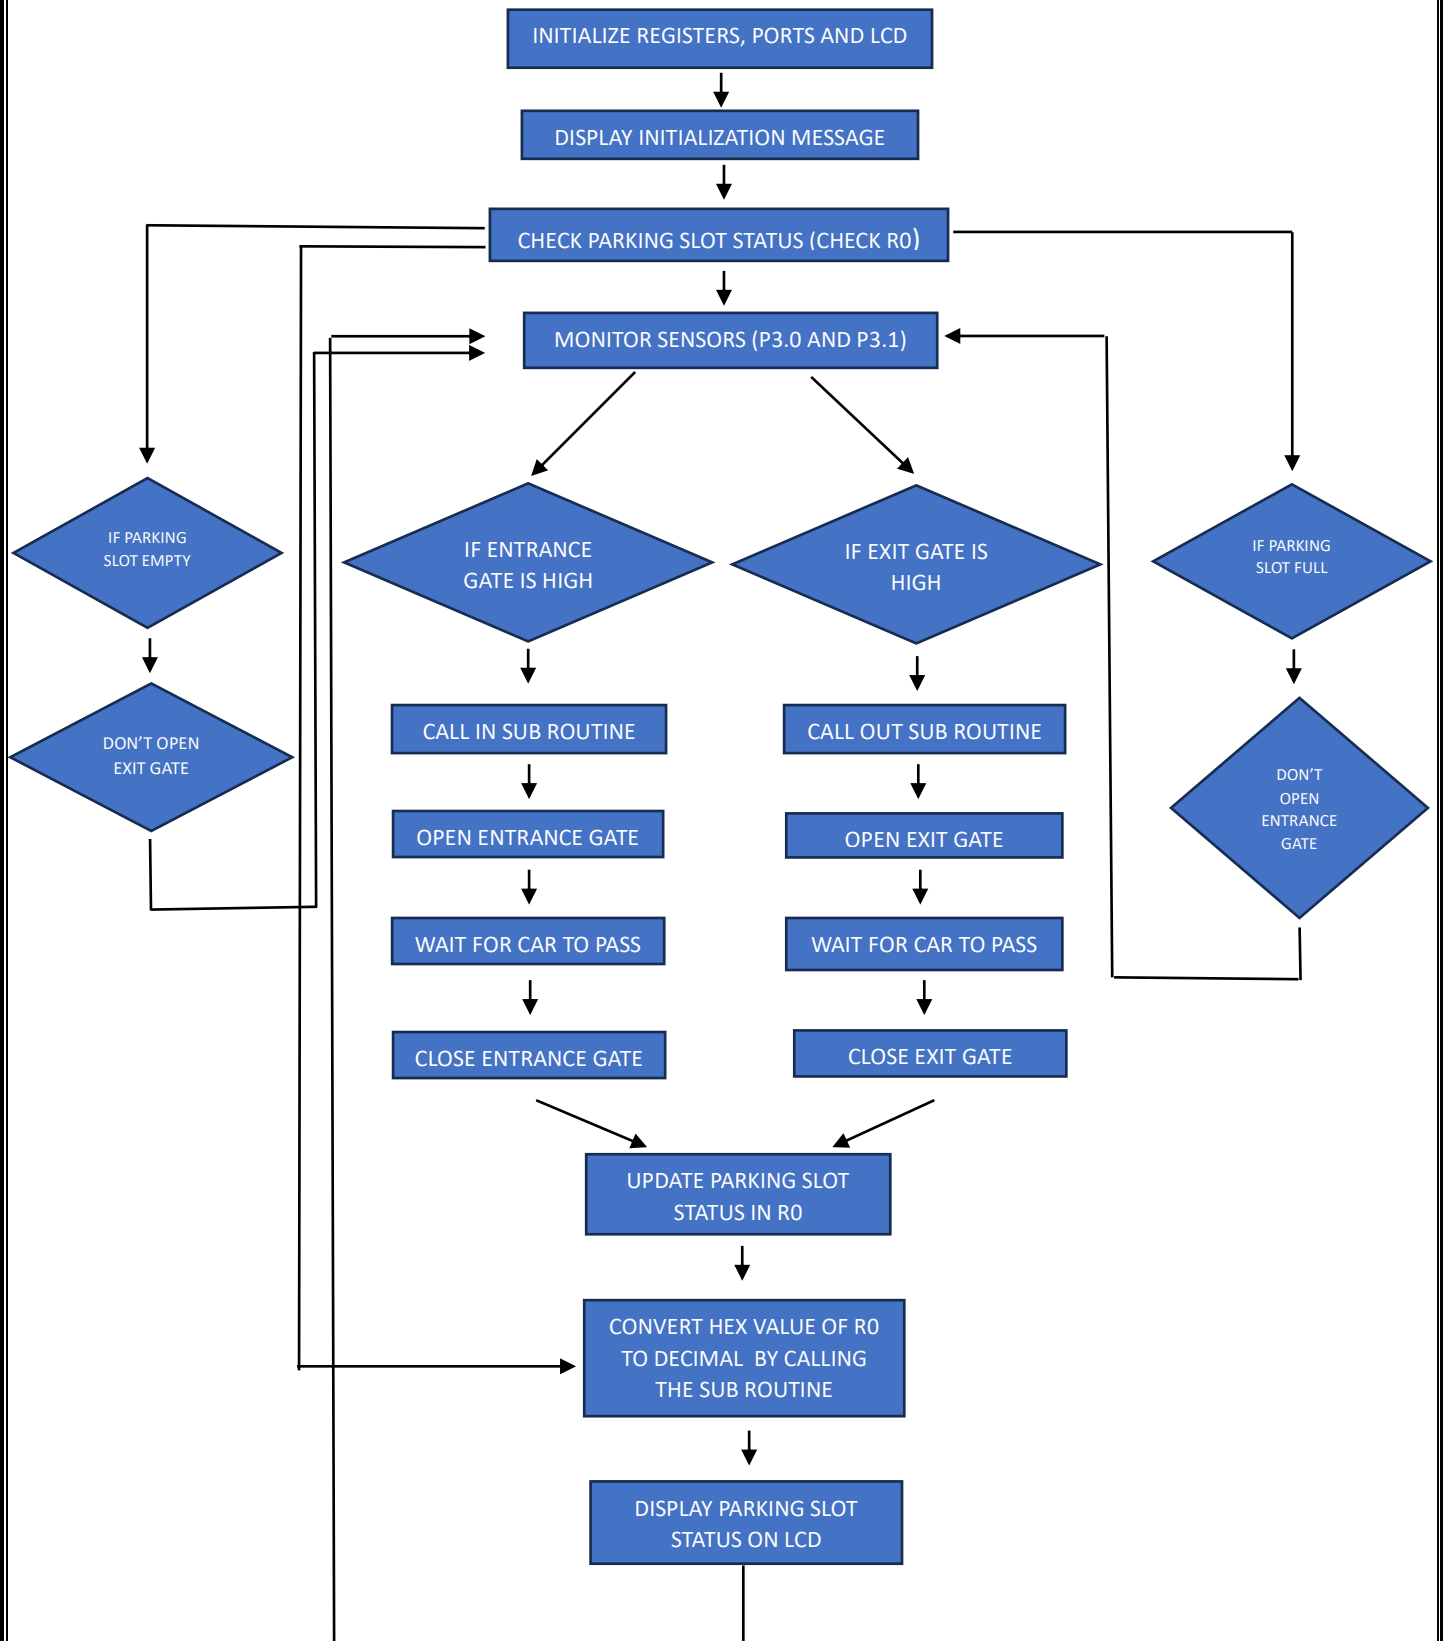 INITIALIZE REGISTERS, PORTS AND LCD
DISPLAY INITIALIZATION MESSAGE
CHECK PARKING SLOT STATUS (CHECK R0)
MONITOR SENSORS (P3.0 AND P3.1)
IF PARKING
SLOT EMPTY
IF ENTRANCE
GATE IS HIGH
IF EXIT GATE IS
HIGH
IF PARKING
SLOT FULL
DON'T OPEN
EXIT GATE
CALL IN SUB ROUTINE
CALL OUT SUB ROUTINE
DON'T
OPEN
ENTRANCE
GATE
OPEN ENTRANCE GATE
OPEN EXIT GATE
WAIT FOR CAR TO PASS
WAIT FOR CAR TO PASS
CLOSE ENTRANCE GATE
CLOSE EXIT GATE
UPDATE PARKING SLOT
STATUS IN R0
CONVERT HEX VALUE OF R0
TO DECIMAL  BY CALLING
THE SUB ROUTINE
DISPLAY PARKING SLOT
STATUS ON LCD